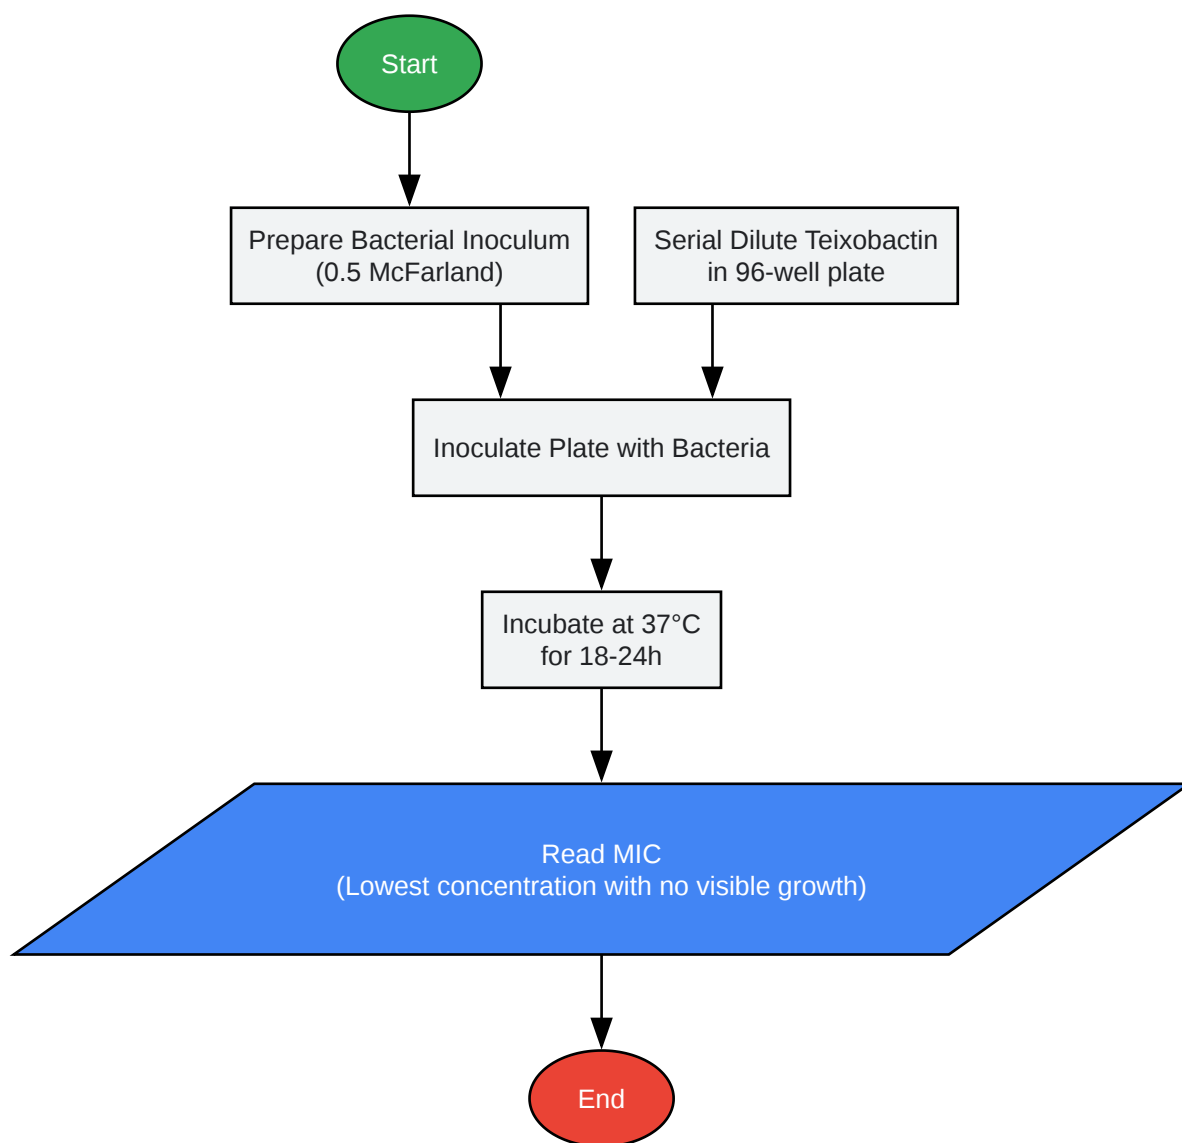 Start
Prepare Bacterial Inoculum
(0.5 McFarland)
Serial Dilute Teixobactin
in 96-well plate
Inoculate Plate with Bacteria
Incubate at 37°C
for 18-24h
Read MIC
(Lowest concentration with no visible growth)
End